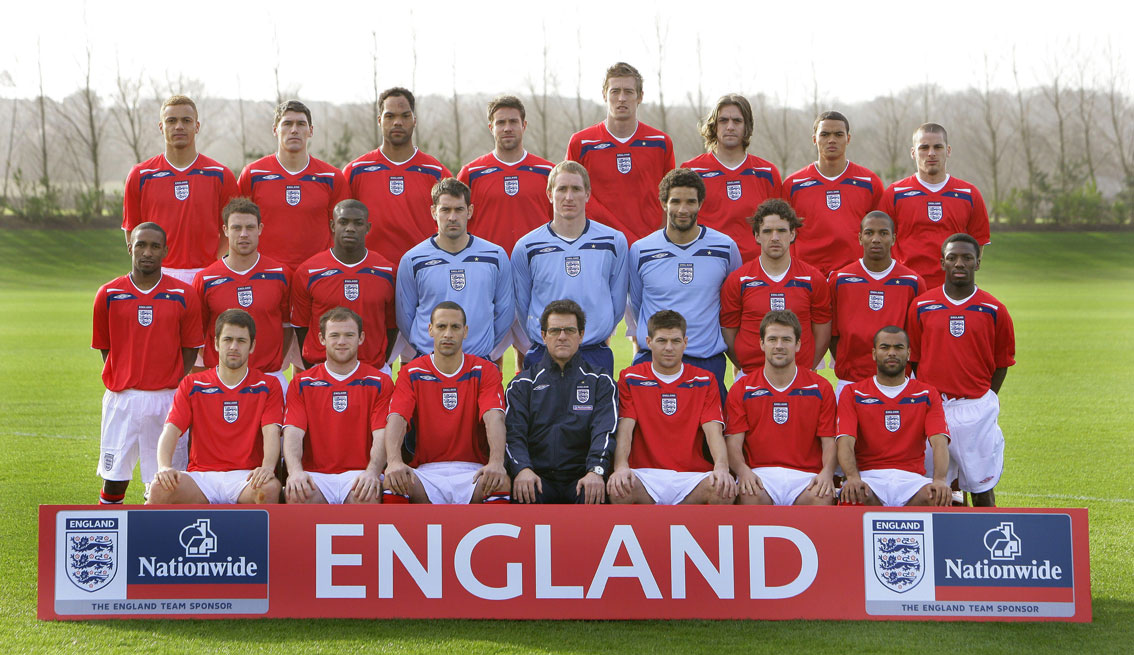 ENGLAND
Nationwide
THE ENGLAND TEAM SPONSOR
ENGLAND
ENGLAND
Nationwide
THE ENGLAND TEAM SPONSOR